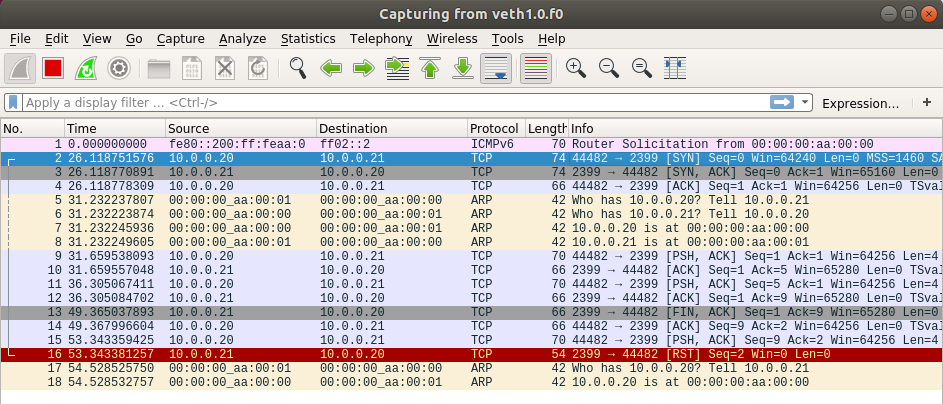 Capturing from veth1.0.f0
File Edit View Go Capture Analyze Statistics Telephony Wireless Tools Help
Apply a display filter ... <Ctrl-/> Expression... +
No. Time Source Destination Protocol Length Info
1 0.000000000 fe80::200:ff:feaa:0 ff02::2 ICMPv6 70 Router Solicitation from 00:00:00:aa:00:00
2 26.118751576 10.0.0.20 10.0.0.21 TCP 74 44482 → 2399 [SYN] Seq=0 Win=64240 Len=0 MSS=1460 SA
3 26.118770891 10.0.0.21 10.0.0.20 TCP 74 2399 → 44482 [SYN, ACK] Seq=0 Ack=1 Win=65160 Len=0
4 26.118778309 10.0.0.20 10.0.0.21 TCP 66 44482 → 2399 [ACK] Seq=1 Ack=1 Win=64256 Len=0 TSval
5 31.232237807 00:00:00_aa:00:01 00:00:00_aa:00:00 ARP 42 Who has 10.0.0.20? Tell 10.0.0.21
6 31.232223874 00:00:00_aa:00:00 00:00:00_aa:00:01 ARP 42 Who has 10.0.0.21? Tell 10.0.0.20
7 31.232245936 00:00:00_aa:00:00 00:00:00_aa:00:01 ARP 42 10.0.0.20 is at 00:00:00:aa:00:00
8 31.232249605 00:00:00_aa:00:01 00:00:00_aa:00:00 ARP 42 10.0.0.21 is at 00:00:00:aa:00:01
9 31.659538093 10.0.0.20 10.0.0.21 TCP 70 44482 → 2399 [PSH, ACK] Seq=1 Ack=1 Win=64256 Len=4
10 31.659557048 10.0.0.21 10.0.0.20 TCP 66 2399 → 44482 [ACK] Seq=1 Ack=5 Win=65280 Len=0 TSval
11 36.305067411 10.0.0.20 10.0.0.21 TCP 70 44482 → 2399 [PSH, ACK] Seq=5 Ack=1 Win=64256 Len=4
12 36.305084702 10.0.0.21 10.0.0.20 TCP 66 2399 → 44482 [ACK] Seq=1 Ack=9 Win=65280 Len=0 TSval
13 49.365037893 10.0.0.21 10.0.0.20 TCP 66 2399 → 44482 [FIN, ACK] Seq=1 Ack=9 Win=65280 Len=0
14 49.367996604 10.0.0.20 10.0.0.21 TCP 66 44482 → 2399 [ACK] Seq=9 Ack=2 Win=64256 Len=0 TSval
15 53.343359425 10.0.0.20 10.0.0.21 TCP 70 44482 → 2399 [PSH, ACK] Seq=9 Ack=2 Win=64256 Len=4
16 53.343381257 10.0.0.21 10.0.0.20 TCP 54 2399 → 44482 [RST] Seq=2 Win=0 Len=0
17 54.528525750 00:00:00_aa:00:01 00:00:00_aa:00:00 ARP 42 Who has 10.0.0.20? Tell 10.0.0.21
18 54.528532757 00:00:00_aa:00:00 00:00:00_aa:00:01 ARP 42 10.0.0.20 is at 00:00:00:aa:00:00